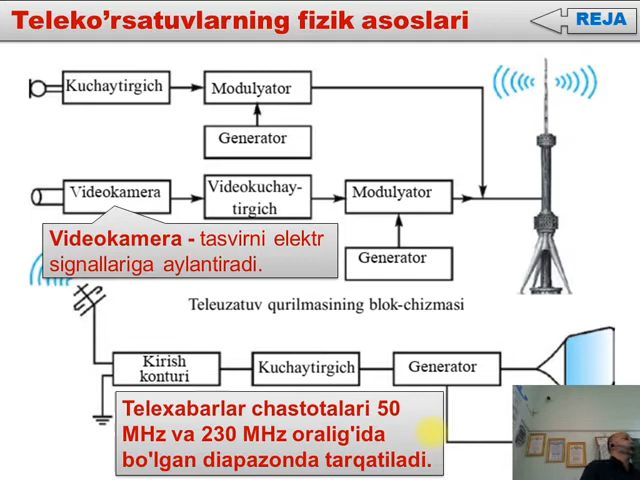 Teleko’rsatuvlarning fizik asoslari
REJA
Kuchaytirgich
Modulyator
Generator
Videokamera
Videokuchay-
tirgich
Modulyator
Generator
Videokamera - tasvirni elektr
signallariga aylantiradi.
Teleuzatuv qurilmasining blok-chizmasi
Kirish
konturi
Kuchaytirgich
Generator
Telexabarlar chastotalari 50
MHz va 230 MHz oralig'ida
bo'lgan diapazonda tarqatiladi.